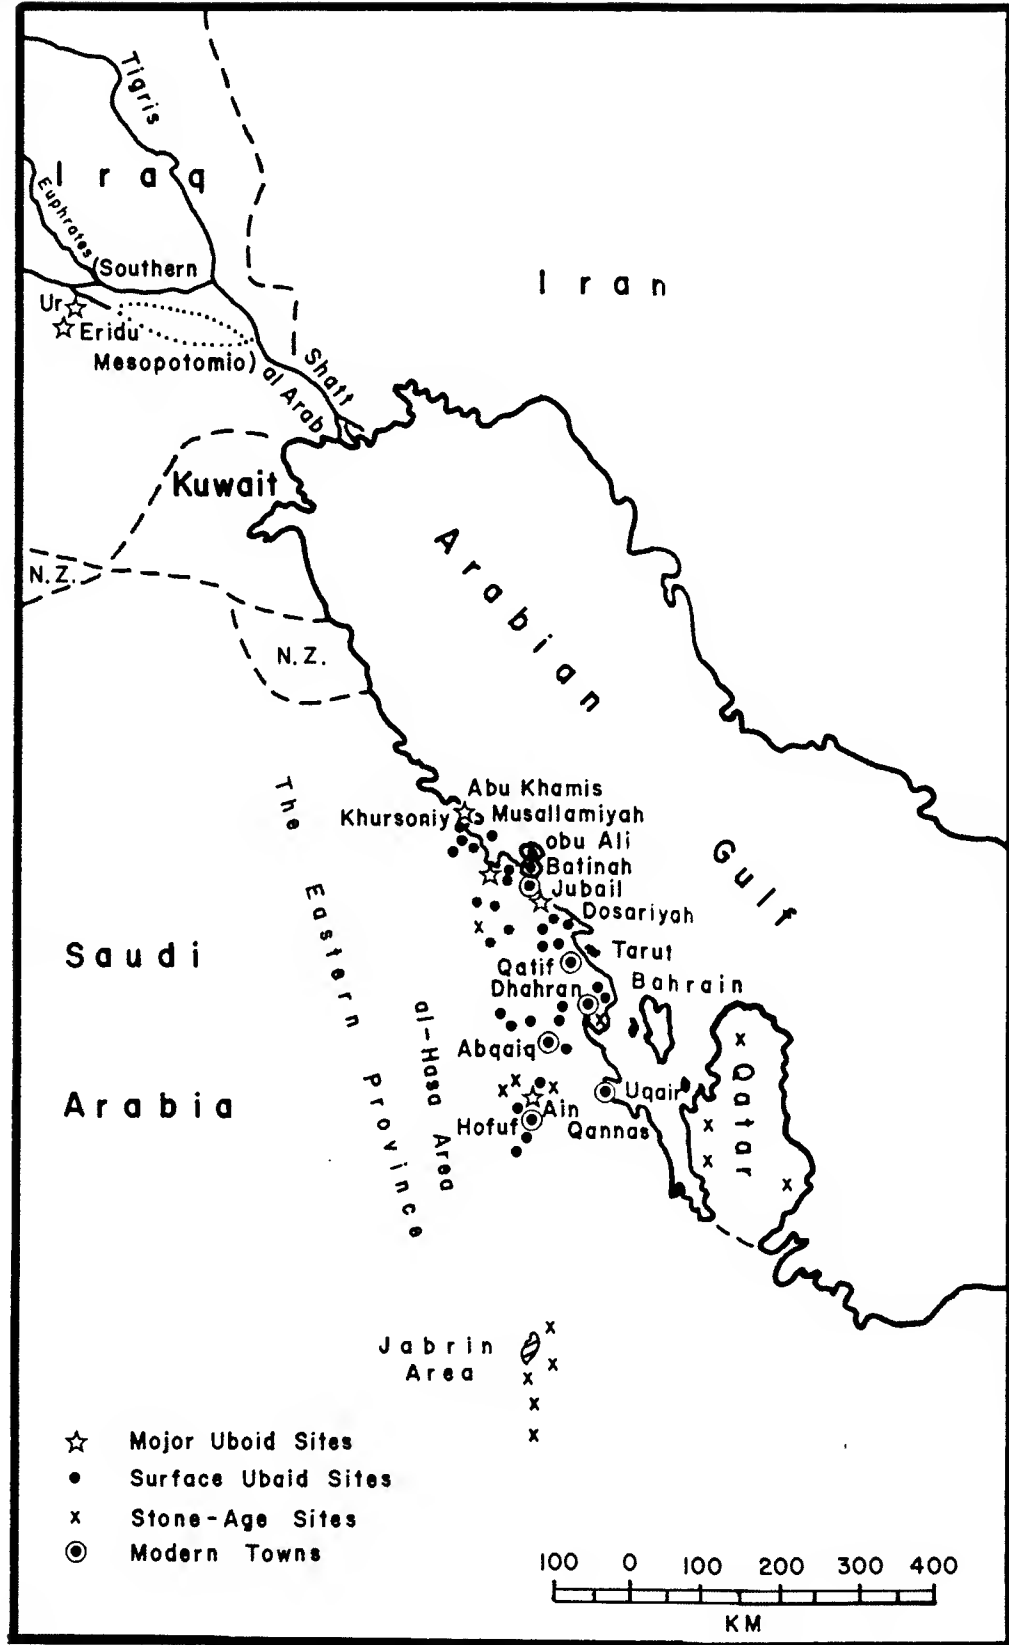 Tigris
Iraq
Euphrates
(Southern
Iran
Ur
Eridu
Mesopotomio)
Shatt
al Arab
Kuwait
N.Z.
N.Z.
Arabian
Gulf
The Eastern Province
Abu Khamis
Khursoniy
Musallamiyah
obu Ali
Batinah
Jubail
Dosariyah
Saudi
Arabia
Tarut
Qatif
Bahrain
Dhahran
al-Hasa Area
Abqaiq
Qatar
Uqair
Ain
Qannas
Hofuf
Jabrin
Area
Mojor Uboid Sites
Surface Ubaid Sites
x Stone-Age Sites
Modern Towns
100 0 100 200 300 400
KM